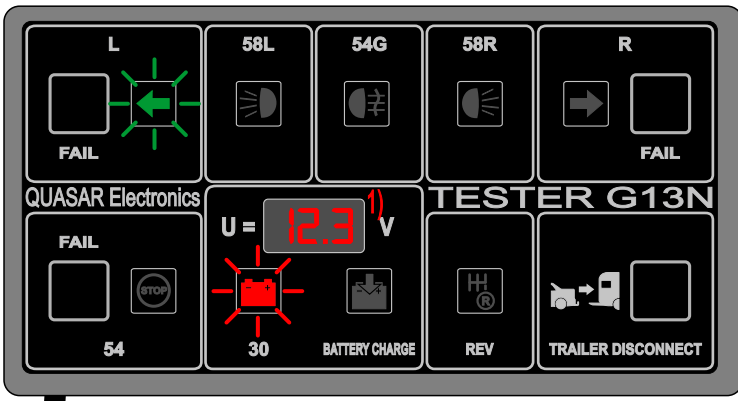 L
58L
54G
58R
R
FAIL
FAIL
QUASAR Electronics
TESTER G13N
U = 12.3 1) V
FAIL
STOP
R
54
30
BATTERY CHARGE
REV
TRAILER DISCONNECT